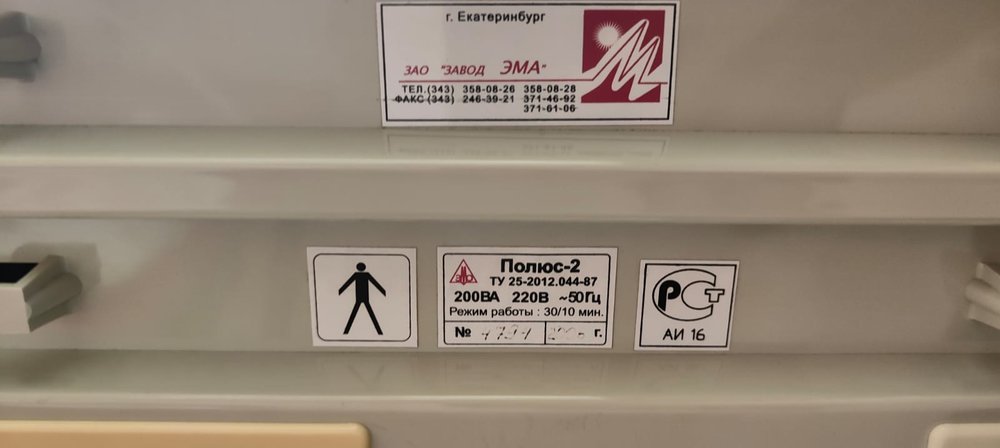 г. Екатеринбург
ЗАО "ЗАВОД ЭМА"
ТЕЛ.(343) 358-08-26 358-08-28
ФАКС (343) 246-39-21 371-46-92
371-61-06
Полюс-2
ТУ 25-2012.044-87
200ВА 220В ~50Гц
Режим работы : 30/10 мин.
№ г.
РСТ
АИ 16